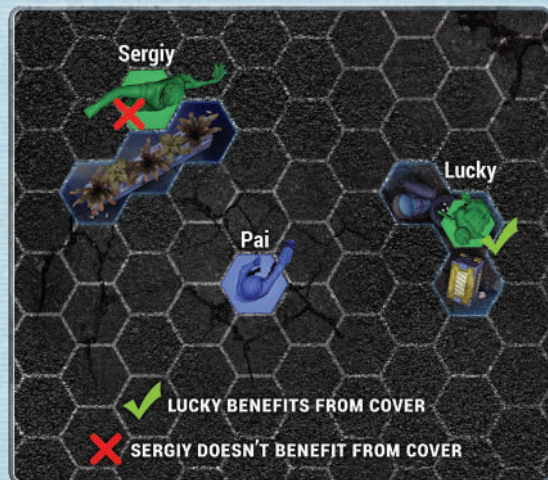 Sergiy
Lucky
Pai
LUCKY BENEFITS FROM COVER
SERGIY DOESN'T BENEFIT FROM COVER